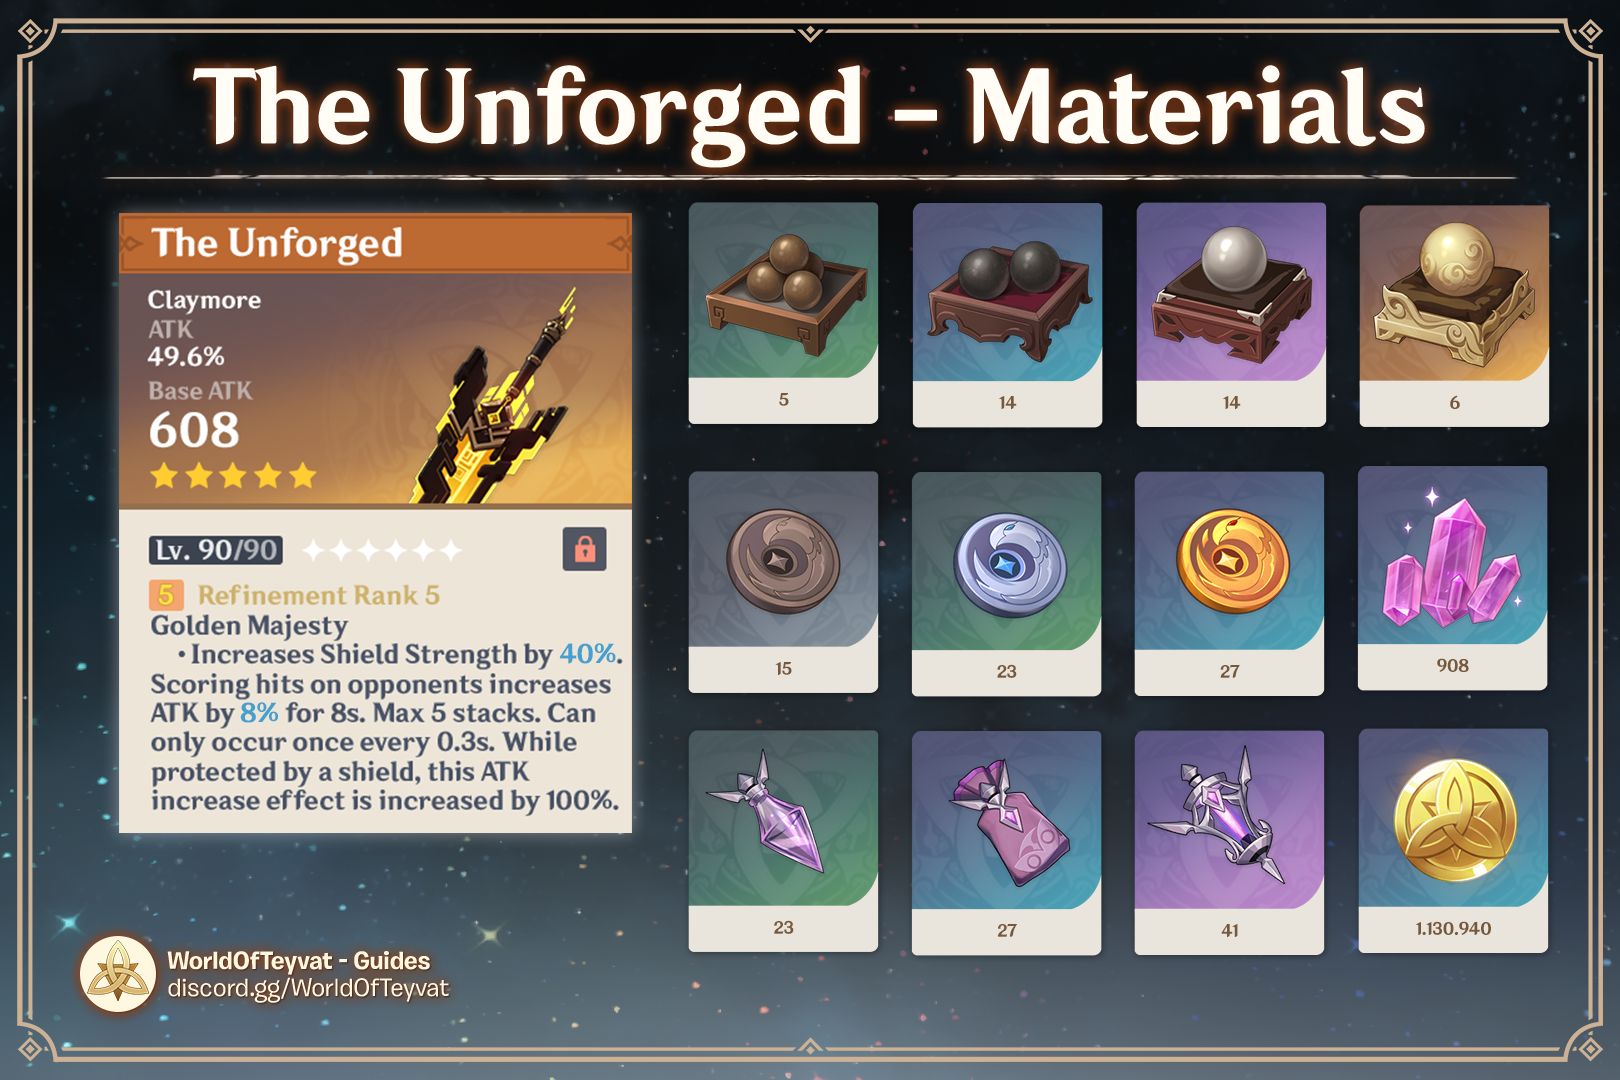 The Unforged - Materials
The Unforged
Claymore
ATK
49.6%
Base ATK
608
Lv. 90/90
5 Refinement Rank 5
Golden Majesty
• Increases Shield Strength by 40%.
Scoring hits on opponents increases
ATK by 8% for 8s. Max 5 stacks. Can
only occur once every 0.3s. While
protected by a shield, this ATK
increase effect is increased by 100%.
5
14
14
6
15
23
27
908
23
27
41
1.130.940
WorldOfTeyvat - Guides
discord.gg/WorldOfTeyvat